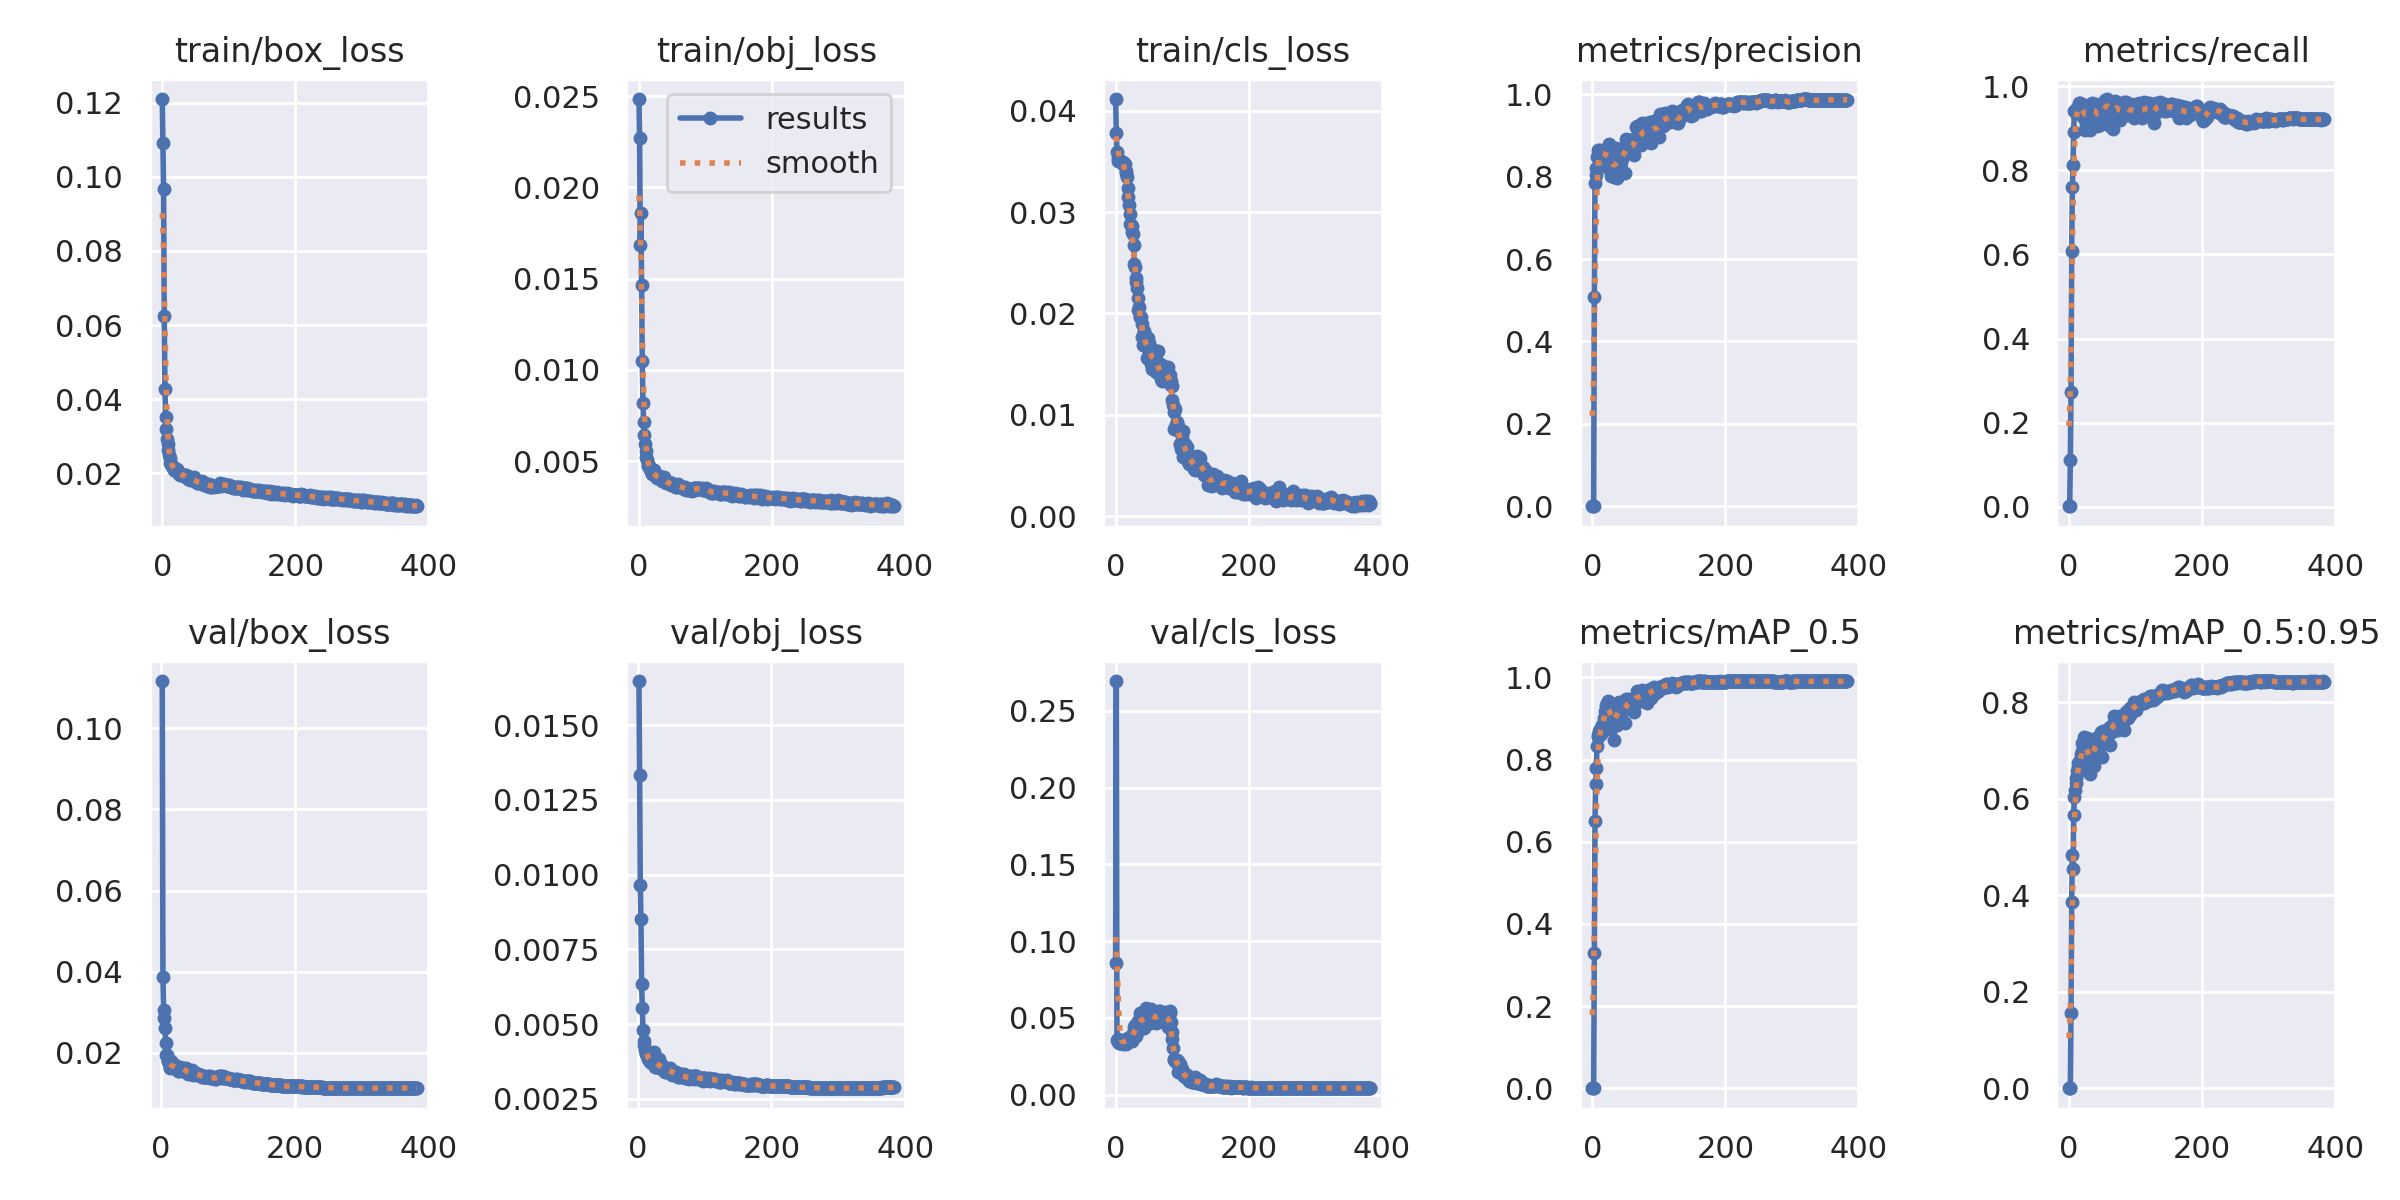 train/box_loss
0.12
0.10
0.08
0.06
0.04
0.02
0 200 400
train/obj_loss
0.025
0.020
0.015
0.010
0.005
results
smooth
0 200 400
train/cls_loss
0.04
0.03
0.02
0.01
0.00
0 200 400
metrics/precision
1.0
0.8
0.6
0.4
0.2
0.0
0 200 400
metrics/recall
1.0
0.8
0.6
0.4
0.2
0.0
0 200 400
val/box_loss
0.10
0.08
0.06
0.04
0.02
0 200 400
val/obj_loss
0.0150
0.0125
0.0100
0.0075
0.0050
0.0025
0 200 400
val/cls_loss
0.25
0.20
0.15
0.10
0.05
0.00
0 200 400
metrics/mAP_0.5
1.0
0.8
0.6
0.4
0.2
0.0
0 200 400
metrics/mAP_0.5:0.95
0.8
0.6
0.4
0.2
0.0
0 200 400